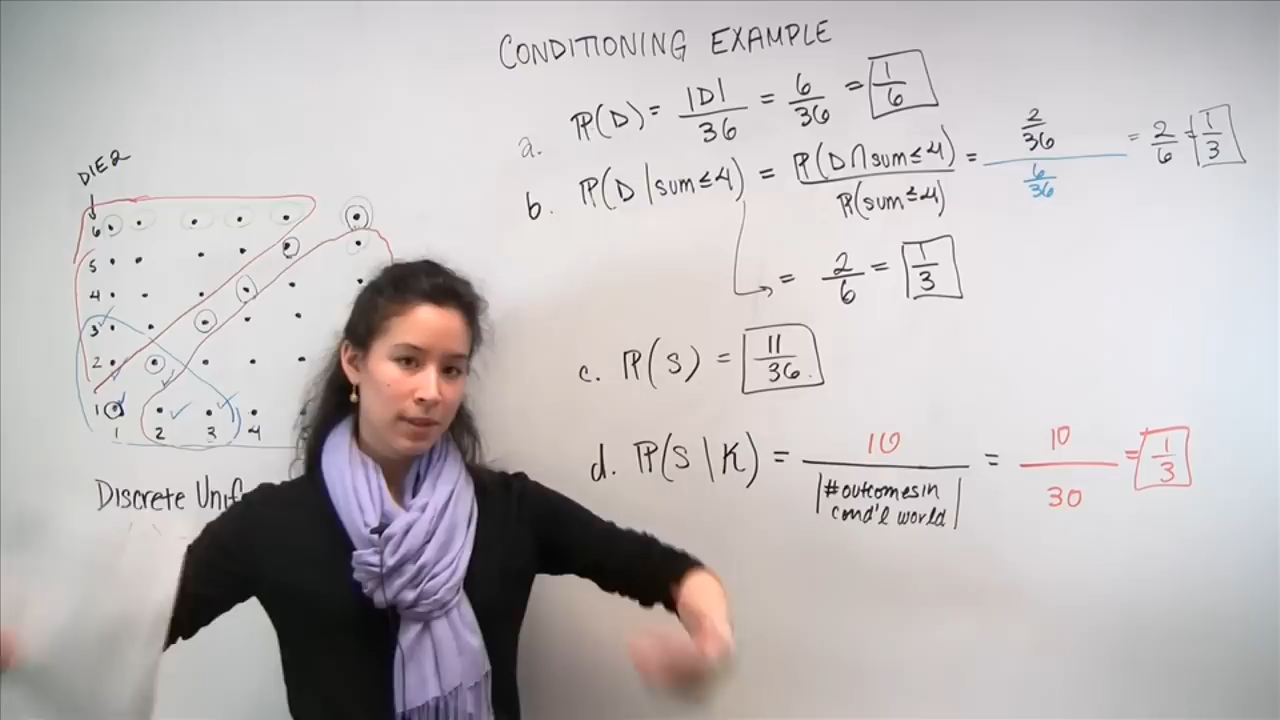 CONDITIONING EXAMPLE
a. P(D) = |D| / 36 = 6/36 = 1/6
b. P(D | sum ≤ 4) = P(D ∩ sum ≤ 4) / P(sum ≤ 4) = (2/36) / (6/36) = 2/6 = 1/3
= 2/6 = 1/3
c. P(S) = 11/36
d. P(S | K) = 10 / |#outcomes in cond'l world| = 10/30 = 1/3
DIE 2
6
5
4
3
2
1
1 2 3 4
Discrete Unif